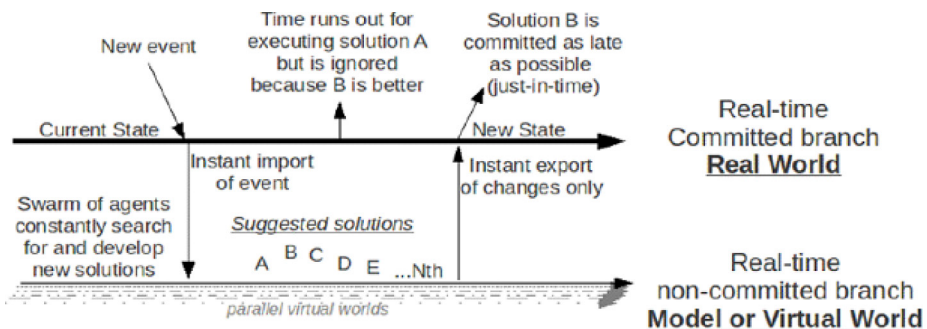 New event
Time runs out for
executing solution A
but is ignored
because B is better
Solution B is
committed as late
as possible
(just-in-time)
Current State
New State
Real-time
Committed branch
Real World
Instant import
of event
Instant export
of changes only
Swarm of agents
constantly search
for and develop
new solutions
Suggested solutions
A B C D E ...Nth
parallel virtual worlds
Real-time
non-committed branch
Model or Virtual World